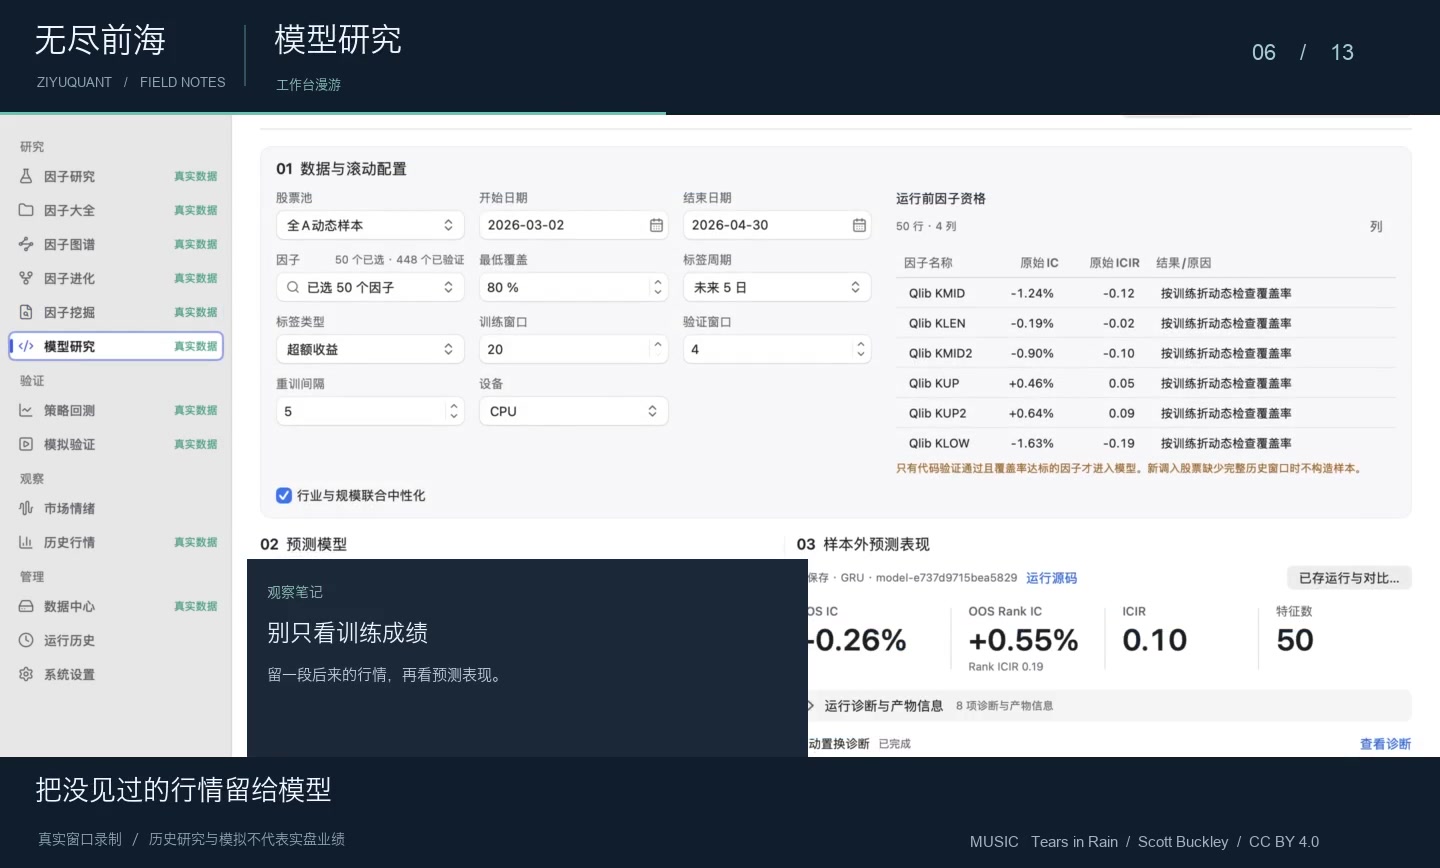 无尽前海
ZIYUQUANT / FIELD NOTES
模型研究
工作台漫游
06 / 13
研究
因子研究 真实数据
因子大全 真实数据
因子图谱 真实数据
因子进化 真实数据
因子挖掘 真实数据
模型研究 真实数据
验证
策略回测 真实数据
模拟验证 真实数据
观察
市场情绪
历史行情 真实数据
管理
数据中心 真实数据
运行历史
系统设置
01 数据与滚动配置
股票池 开始日期 结束日期
全A动态样本 2026-03-02 2026-04-30
因子 50 个已选 · 448 个已验证 最低覆盖 标签周期
已选 50 个因子 80 % 未来 5 日
标签类型 训练窗口 验证窗口
超额收益 20 4
重训间隔 设备
5 CPU
行业与规模联合中性化
运行前因子资格
50 行 · 4 列 列
因子名称 原始IC 原始ICIR 结果/原因
Qlib KMID -1.24% -0.12 按训练折动态检查覆盖率
Qlib KLEN -0.19% -0.02 按训练折动态检查覆盖率
Qlib KMID2 -0.90% -0.10 按训练折动态检查覆盖率
Qlib KUP +0.46% 0.05 按训练折动态检查覆盖率
Qlib KUP2 +0.64% 0.09 按训练折动态检查覆盖率
Qlib KLOW -1.63% -0.19 按训练折动态检查覆盖率
只有代码验证通过且覆盖率达标的因子才进入模型。新调入股票缺少完整历史窗口时不构造样本。
02 预测模型
观察笔记
别只看训练成绩
留一段后来的行情，再看预测表现。
03 样本外预测表现
保存 · GRU · model-e737d9715bea5829 运行源码
已存运行与对比...
OS IC OOS Rank IC ICIR 特征数
0.26% +0.55% 0.10 50
Rank ICIR 0.19
运行诊断与产物信息 8 项诊断与产物信息
动置换诊断 已完成 查看诊断
把没见过的行情留给模型
真实窗口录制 / 历史研究与模拟不代表实盘业绩
MUSIC Tears in Rain / Scott Buckley / CC BY 4.0